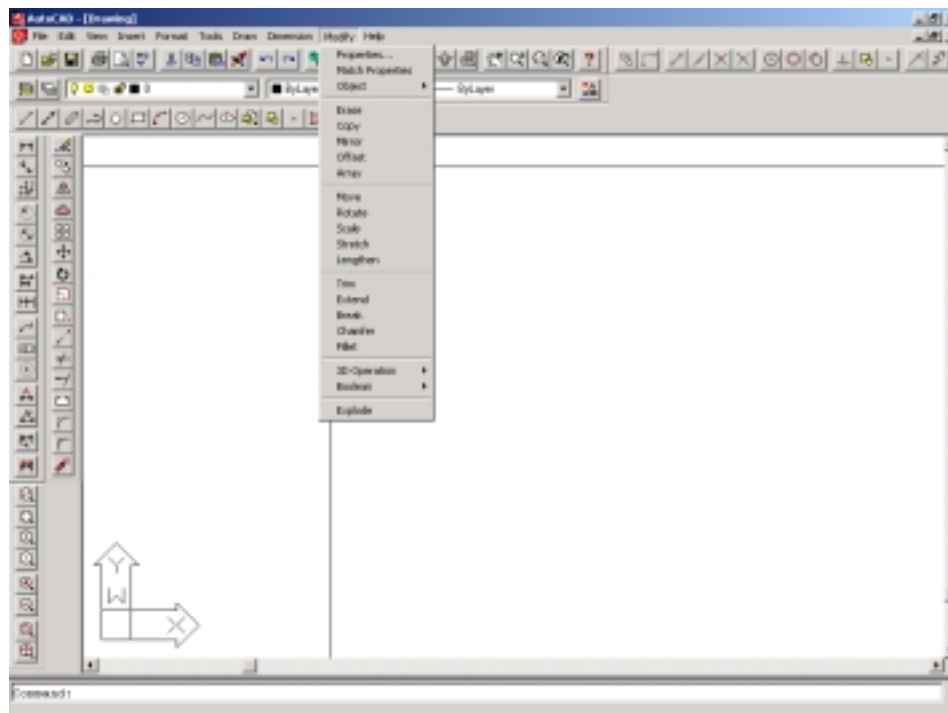 AutoCAD - [Drawing]
File Edit View Insert Format Tools Draw Dimension Modify Help
Properties...
Match Properties
Object
0
ByLayer
ByLayer
Erase
Copy
Mirror
Offset
Array
Move
Rotate
Scale
Stretch
Lengthen
Trim
Extend
Break
Chamfer
Fillet
3D Operation
Boolean
Explode
Y
W
X
Command: